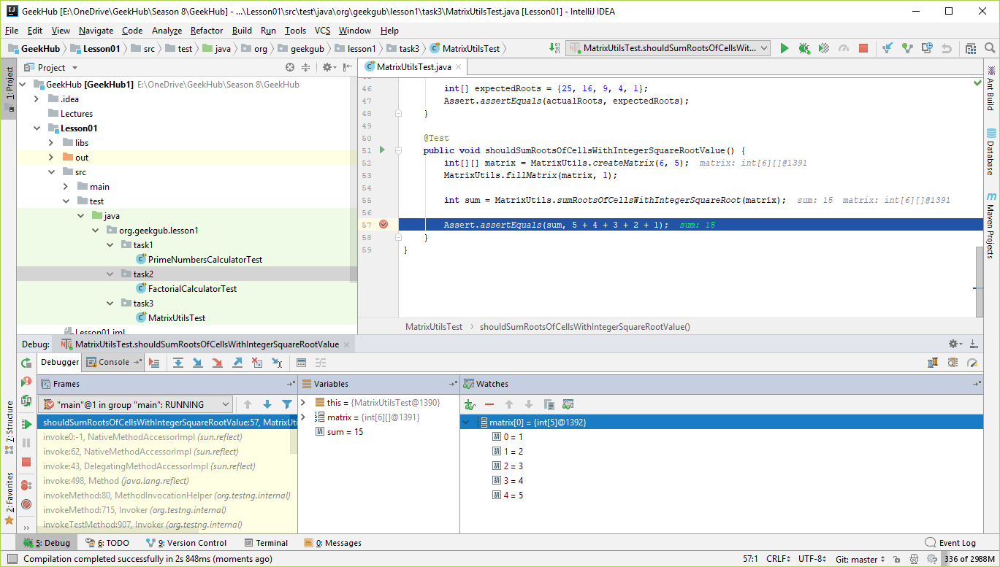 GeekHub [E:\OneDrive\GeekHub\Season 8\GeekHub] - ...\Lesson01\src\test\java\org\geekgub\lesson1\task3\MatrixUtilsTest.java [Lesson01] - IntelliJ IDEA
File Edit View Navigate Code Analyze Refactor Build Run Tools VCS Window Help
GeekHub Lesson01 src test java org geekgub lesson1 task3 MatrixUtilsTest MatrixUtilsTest.shouldSumRootsOfCellsWit...
1: Project
Project
MatrixUtilsTest.java
GeekHub [GeekHub1] E:\OneDrive\GeekHub\Season 8\GeekHub
.idea
Lectures
Lesson01
libs
out
src
main
test
java
org.geekgub.lesson1
task1
PrimeNumbersCalculatorTest
task2
FactorialCalculatorTest
task3
MatrixUtilsTest
Lesson01.iml
46 int[] expectedRoots = {25, 16, 9, 4, 1};
47 Assert.assertEquals(actualRoots, expectedRoots);
48 }
49
50 @Test
51 public void shouldSumRootsOfCellsWithIntegerSquareRootValue() {
52 int[][] matrix = MatrixUtils.createMatrix(6, 5); matrix: int[6][]@1391
53 MatrixUtils.fillMatrix(matrix, 1);
54
55 int sum = MatrixUtils.sumRootsOfCellsWithIntegerSquareRoot(matrix); sum: 15 matrix: int[6][]@1391
56
57 Assert.assertEquals(sum, 5 + 4 + 3 + 2 + 1); sum: 15
58 }
59 }
MatrixUtilsTest shouldSumRootsOfCellsWithIntegerSquareRootValue()
Ant Build
Database
m
Maven Projects
Debug: MatrixUtilsTest.shouldSumRootsOfCellsWithIntegerSquareRootValue
Debugger Console
Frames
Variables
Watches
"main"@1 in group "main": RUNNING
shouldSumRootsOfCellsWithIntegerSquareRootValue:57, MatrixUti
invoke0:-1, NativeMethodAccessorImpl (sun.reflect)
invoke:62, NativeMethodAccessorImpl (sun.reflect)
invoke:43, DelegatingMethodAccessorImpl (sun.reflect)
invoke:498, Method (java.lang.reflect)
invokeMethod:80, MethodInvocationHelper (org.testng.internal)
invokeMethod:715, Invoker (org.testng.internal)
invokeTestMethod:907, Invoker (org.testng.internal)
this = {MatrixUtilsTest@1390}
matrix = {int[6][]@1391}
sum = 15
matrix[0] = {int[5]@1392}
0 = 1
1 = 2
2 = 3
3 = 4
4 = 5
7: Structure
2: Favorites
5: Debug 6: TODO 9: Version Control Terminal 0: Messages Event Log
Compilation completed successfully in 2s 848ms (moments ago) 57:1 CRLF UTF-8 Git: master 336 of 2988M